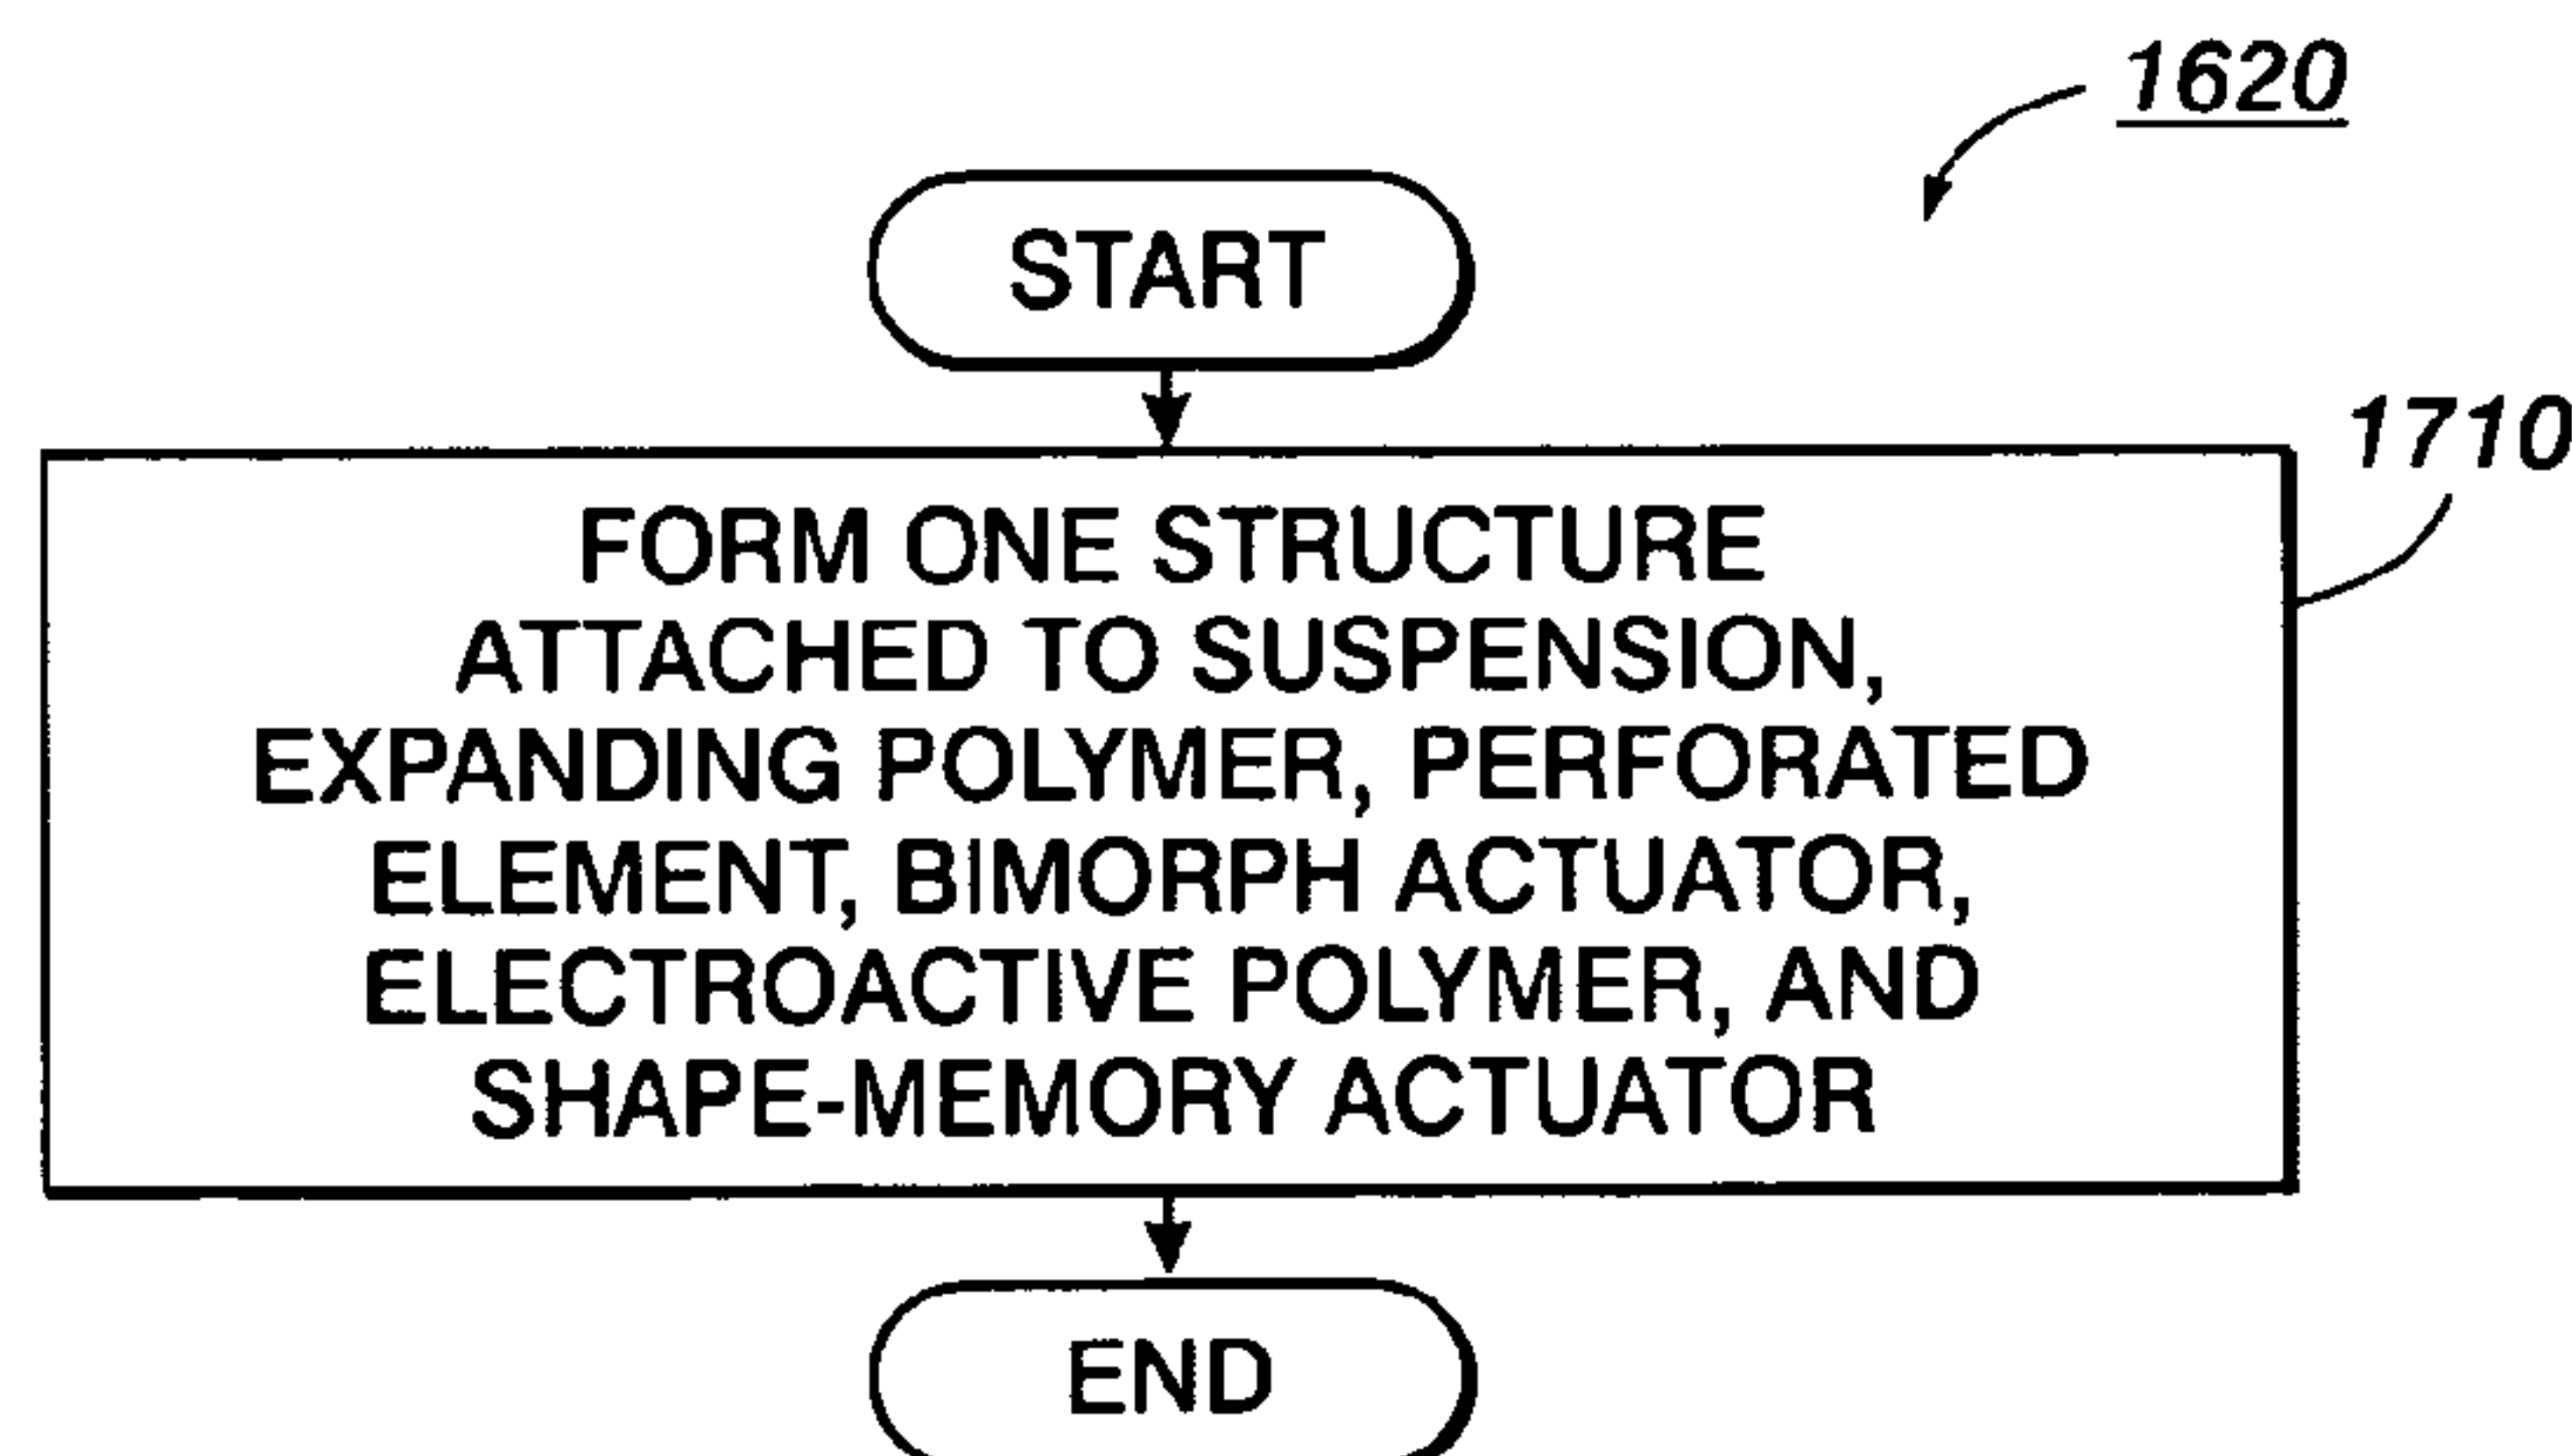 1620
START
1710
FORM ONE STRUCTURE
ATTACHED TO SUSPENSION,
EXPANDING POLYMER, PERFORATED
ELEMENT, BIMORPH ACTUATOR,
ELECTROACTIVE POLYMER, AND
SHAPE-MEMORY ACTUATOR
END